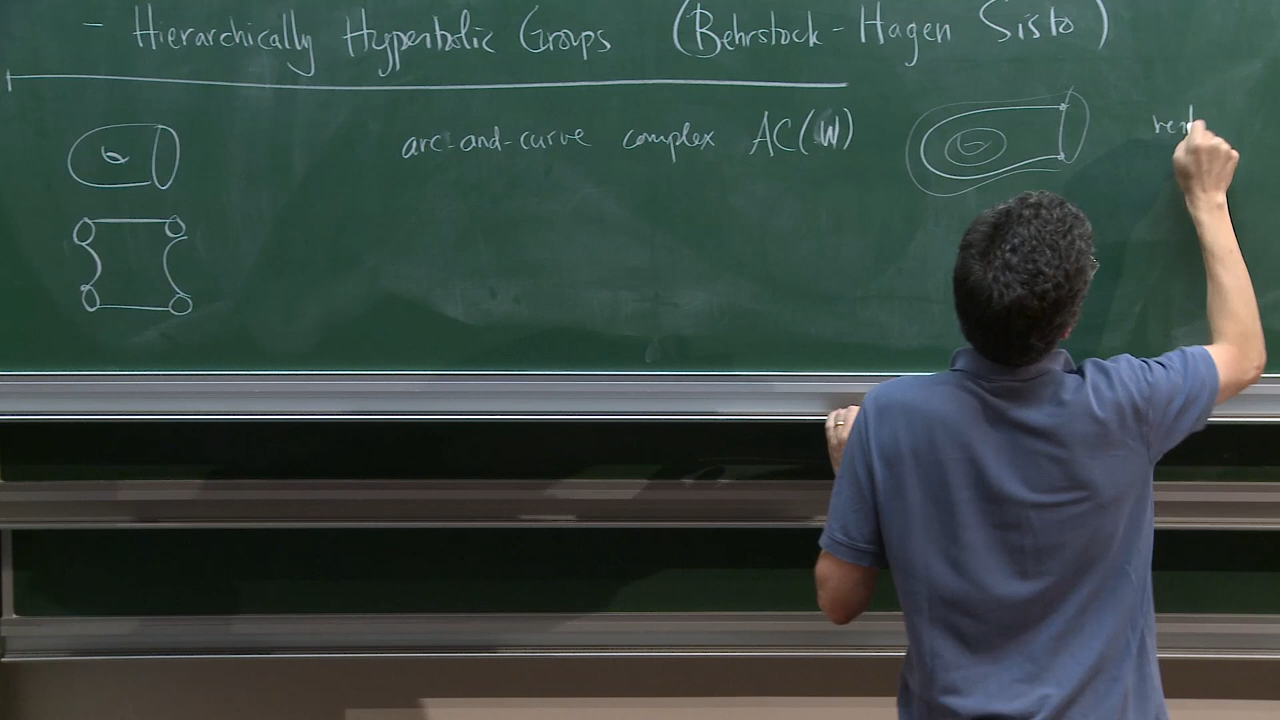 - Hierarchically Hyperbolic Groups (Behrstock - Hagen Sisto)
arc-and-curve complex AC(W)